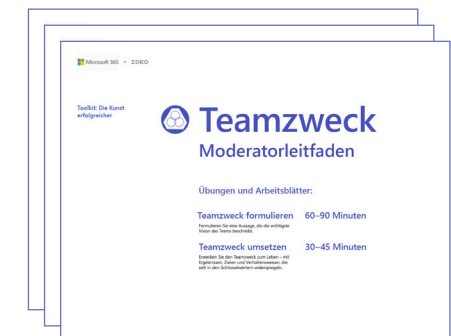 Microsoft 365 + IDEO
Toolkit: Die Kunst
erfolgreicher
Teamzweck
Moderatorleitfaden
Übungen und Arbeitsblätter:
Teamzweck formulieren 60–90 Minuten
Formulieren Sie eine Aussage, die die wichtigste
Vision des Teams beschreibt.
Teamzweck umsetzen 30–45 Minuten
Erwecken Sie den Teamzweck zum Leben – mit
Ergebnissen, Zielen und Verhaltensweisen, die
sich in den Schlüsselwörtern widerspiegeln.